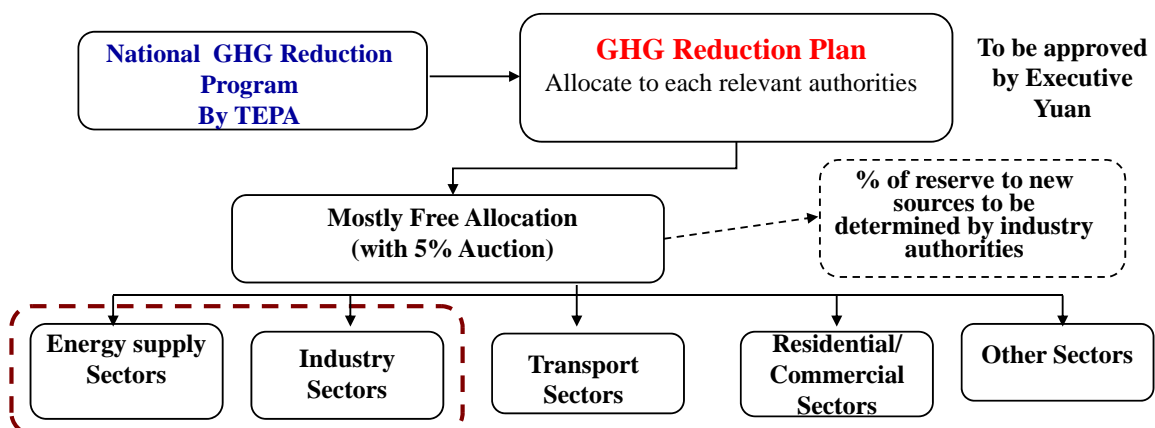 National GHG Reduction
Program
By TEPA
GHG Reduction Plan
Allocate to each relevant authorities
To be approved
by Executive
Yuan
Mostly Free Allocation
(with 5% Auction)
% of reserve to new
sources to be
determined by industry
authorities
Energy supply
Sectors
Industry
Sectors
Transport
Sectors
Residential/
Commercial
Sectors
Other Sectors